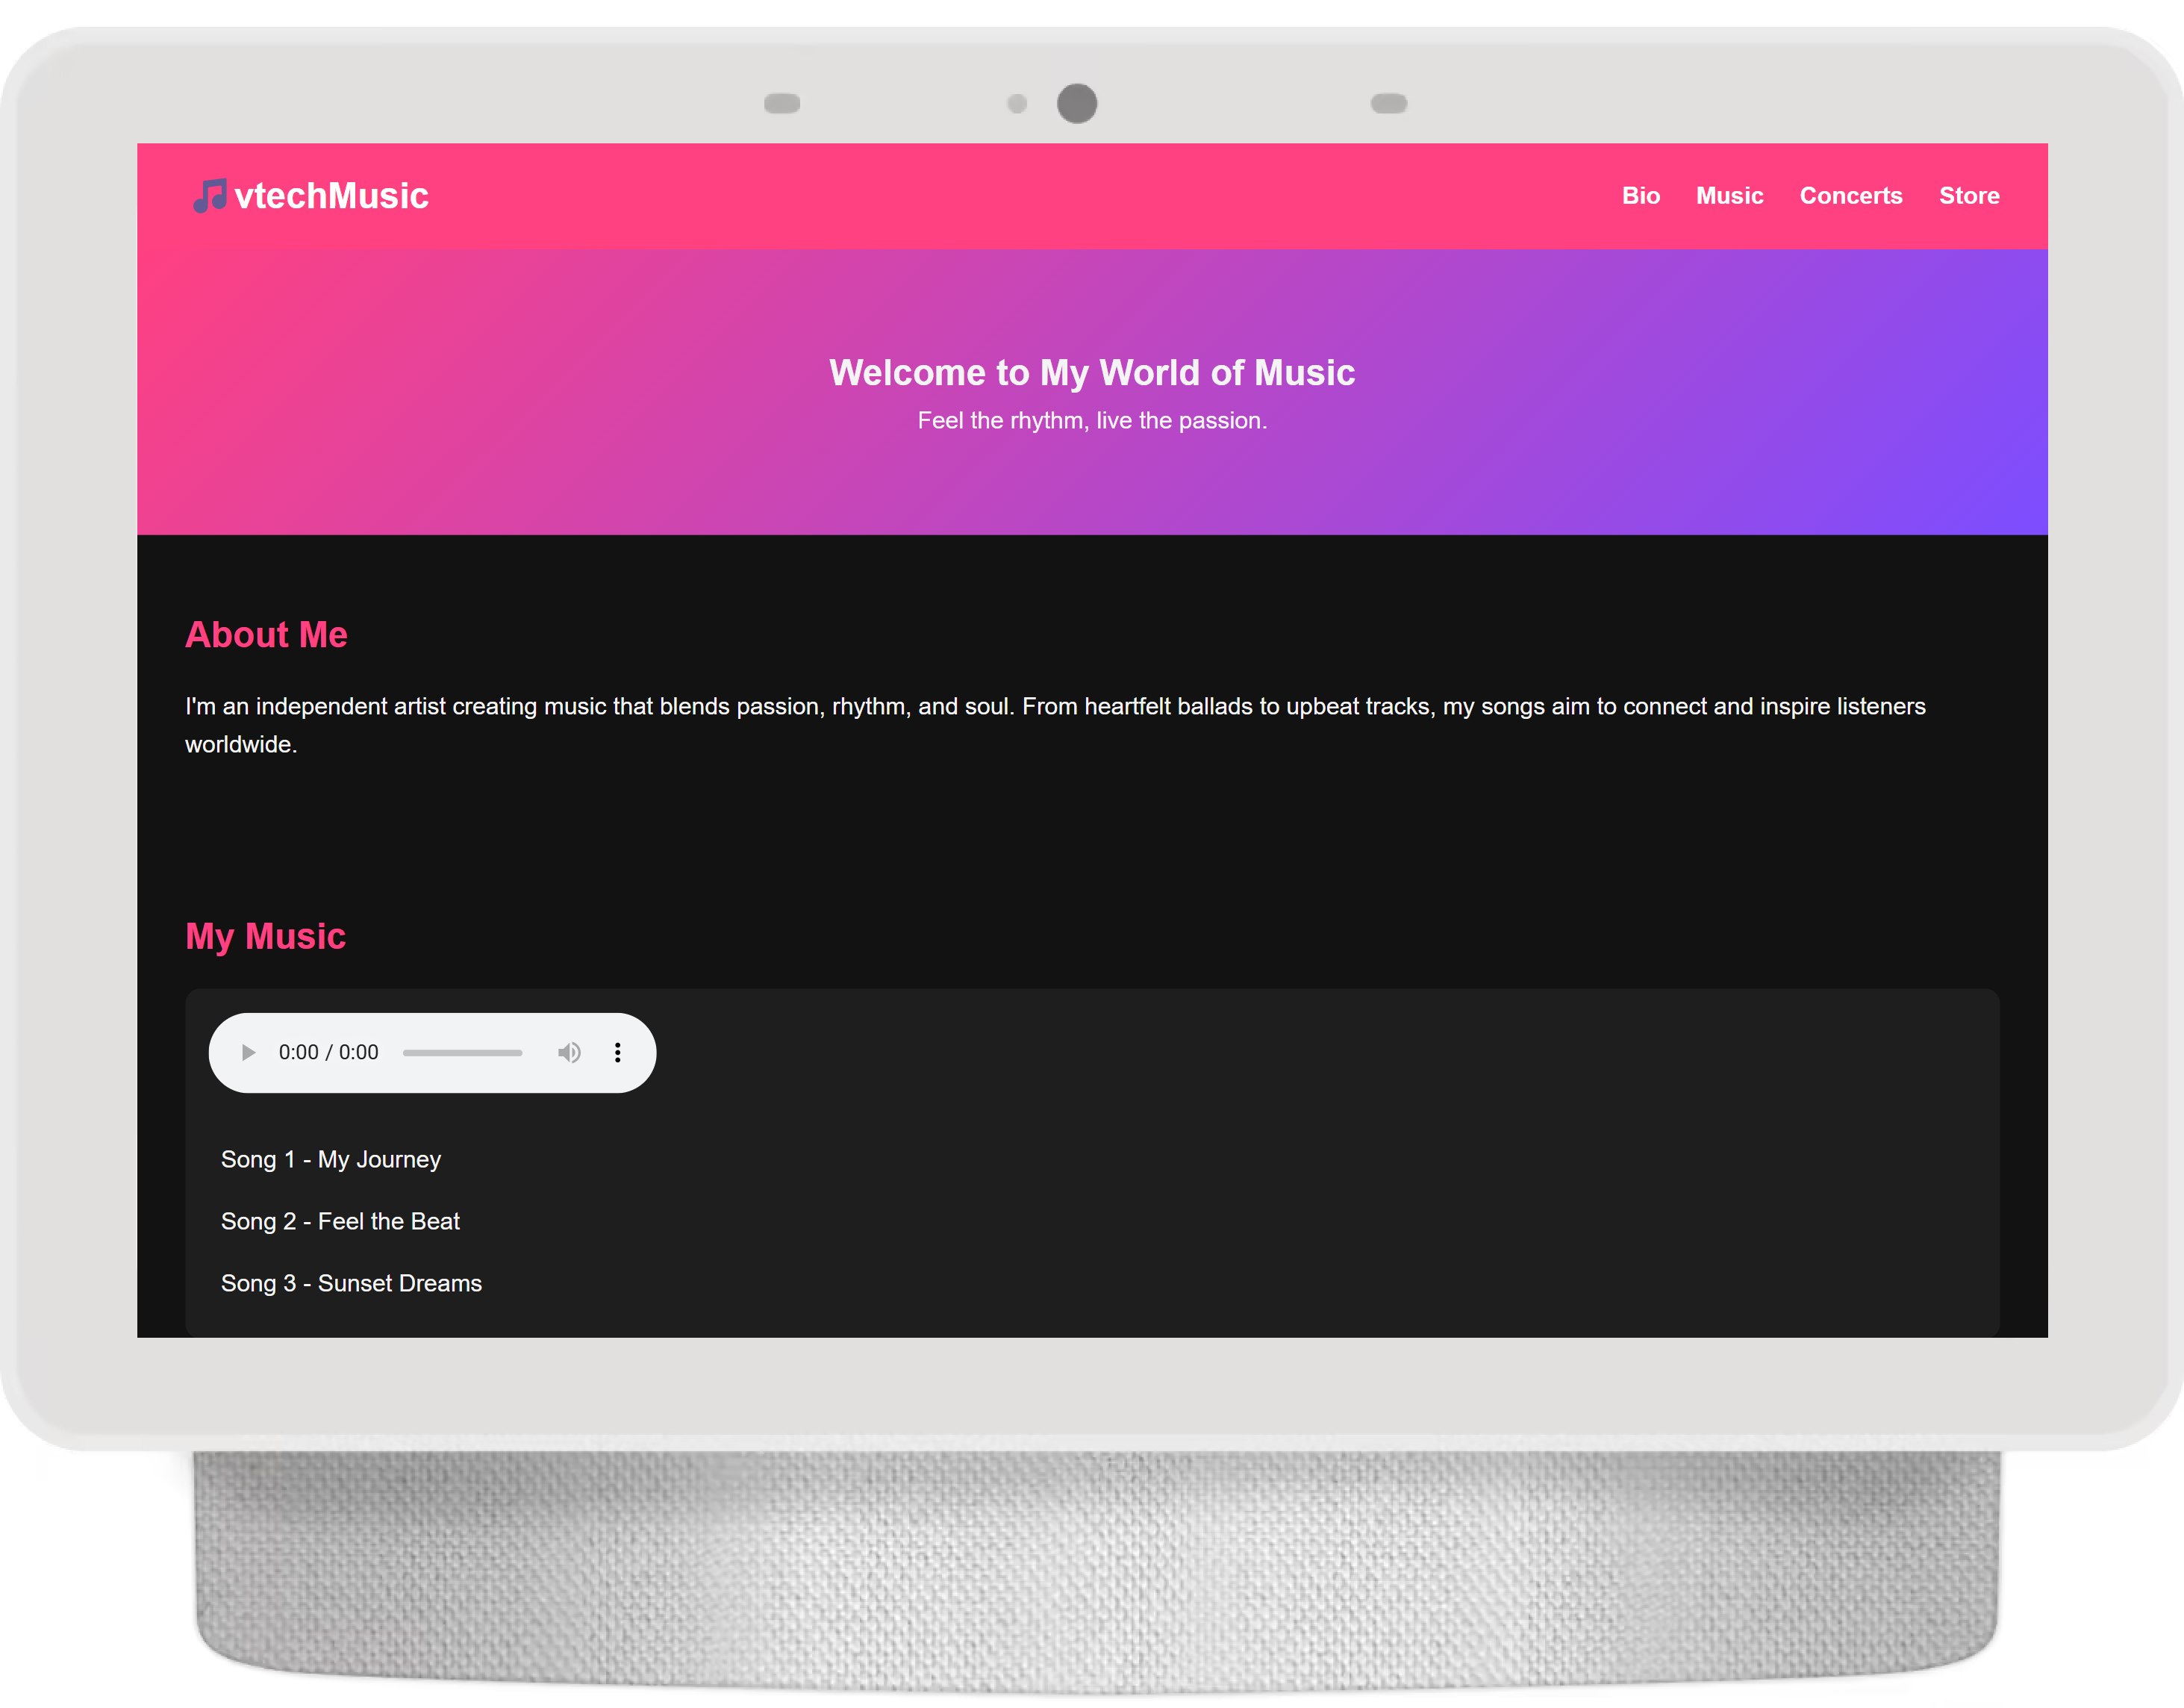 vtechMusic
Bio Music Concerts Store
Welcome to My World of Music
Feel the rhythm, live the passion.
About Me
I'm an independent artist creating music that blends passion, rhythm, and soul. From heartfelt ballads to upbeat tracks, my songs aim to connect and inspire listeners
worldwide.
My Music
0:00 / 0:00
Song 1 - My Journey
Song 2 - Feel the Beat
Song 3 - Sunset Dreams